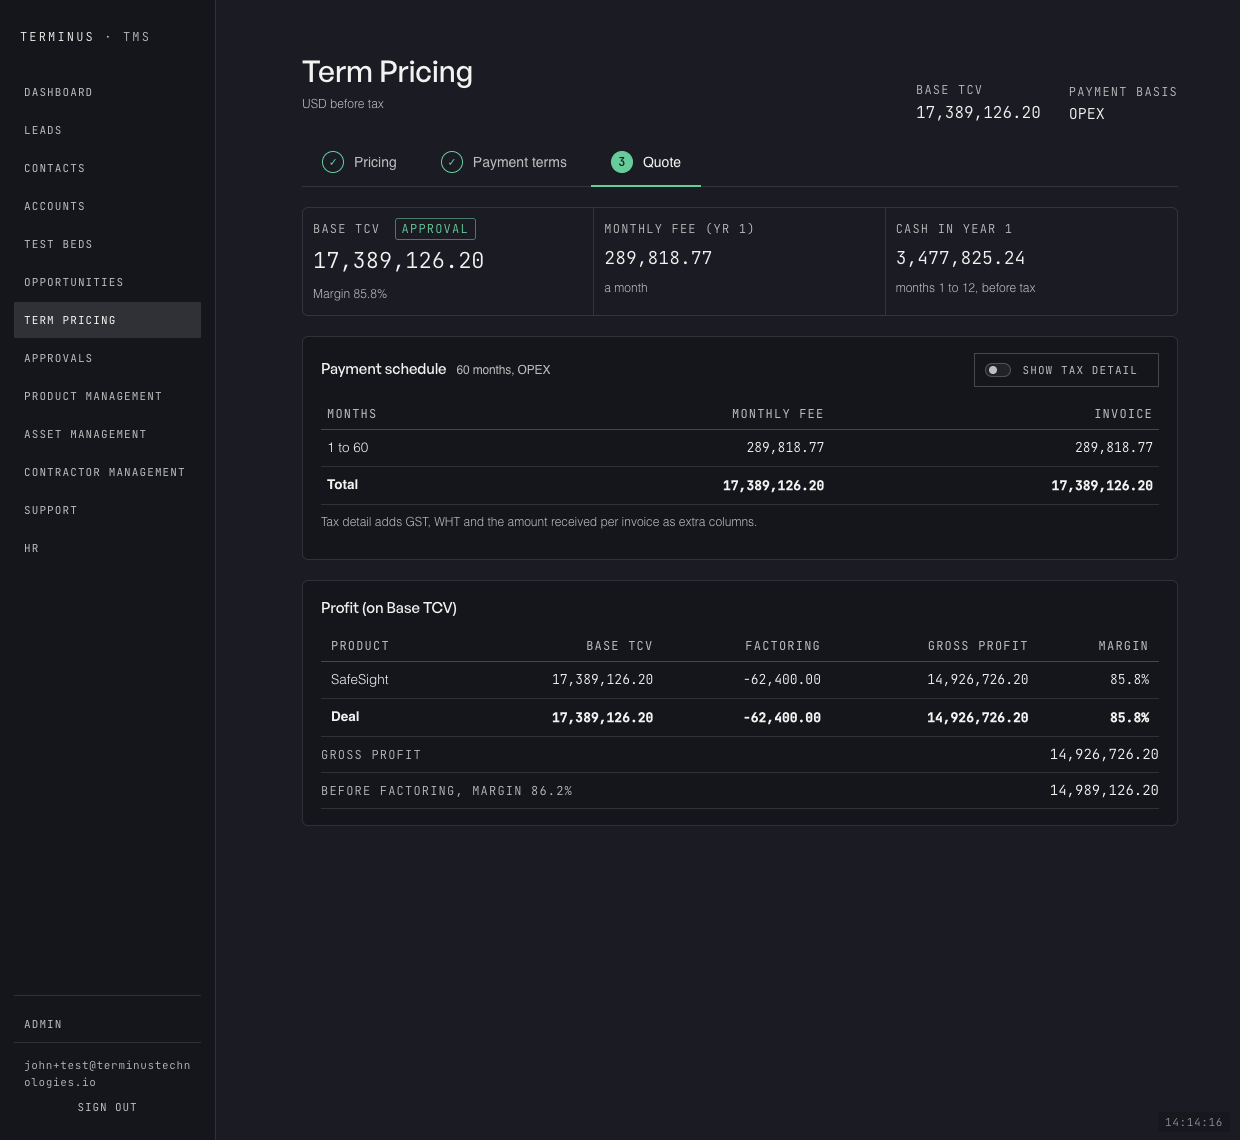 TERMINUS · TMS
DASHBOARD
LEADS
CONTACTS
ACCOUNTS
TEST BEDS
OPPORTUNITIES
TERM PRICING
APPROVALS
PRODUCT MANAGEMENT
ASSET MANAGEMENT
CONTRACTOR MANAGEMENT
SUPPORT
HR
ADMIN
john+test@terminustechn
ologies.io
SIGN OUT
Term Pricing
USD before tax
BASE TCV
17,389,126.20
PAYMENT BASIS
OPEX
✓ Pricing
✓ Payment terms
3 Quote
BASE TCV APPROVAL
17,389,126.20
Margin 85.8%
MONTHLY FEE (YR 1)
289,818.77
a month
CASH IN YEAR 1
3,477,825.24
months 1 to 12, before tax
Payment schedule 60 months, OPEX
SHOW TAX DETAIL
MONTHS MONTHLY FEE INVOICE
1 to 60 289,818.77 289,818.77
Total 17,389,126.20 17,389,126.20
Tax detail adds GST, WHT and the amount received per invoice as extra columns.
Profit (on Base TCV)
PRODUCT BASE TCV FACTORING GROSS PROFIT MARGIN
SafeSight 17,389,126.20 -62,400.00 14,926,726.20 85.8%
Deal 17,389,126.20 -62,400.00 14,926,726.20 85.8%
GROSS PROFIT 14,926,726.20
BEFORE FACTORING, MARGIN 86.2% 14,989,126.20
14:14:16